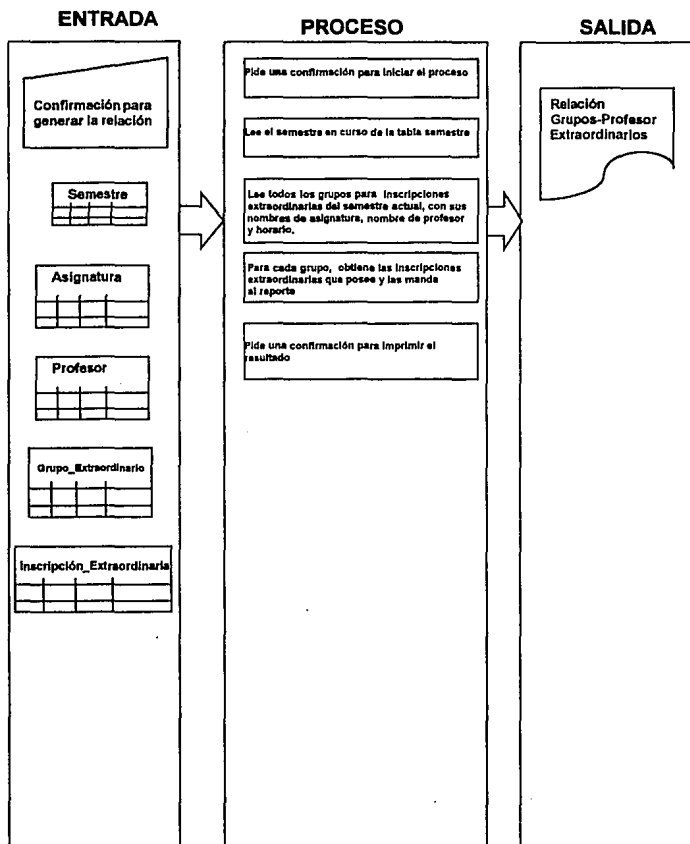 ENTRADA
Confirmación para
generar la relación
Semestre
Asignatura
Profesor
Grupo_Extraordinario
Inscripción_Extraordinaria
PROCESO
Pide una confirmación para iniciar el proceso
Lee el semestre en curso de la tabla semestre
Lee todos los grupos para inscripciones
extraordinarias del semestre actual, con sus
nombres de asignatura, nombre de profesor
y horario.
Para cada grupo, obtiene las inscripciones
extraordinarias que posee y las manda
al reporte
Pide una confirmación para imprimir el
resultado
SALIDA
Relación
Grupos-Profesor
Extraordinarios